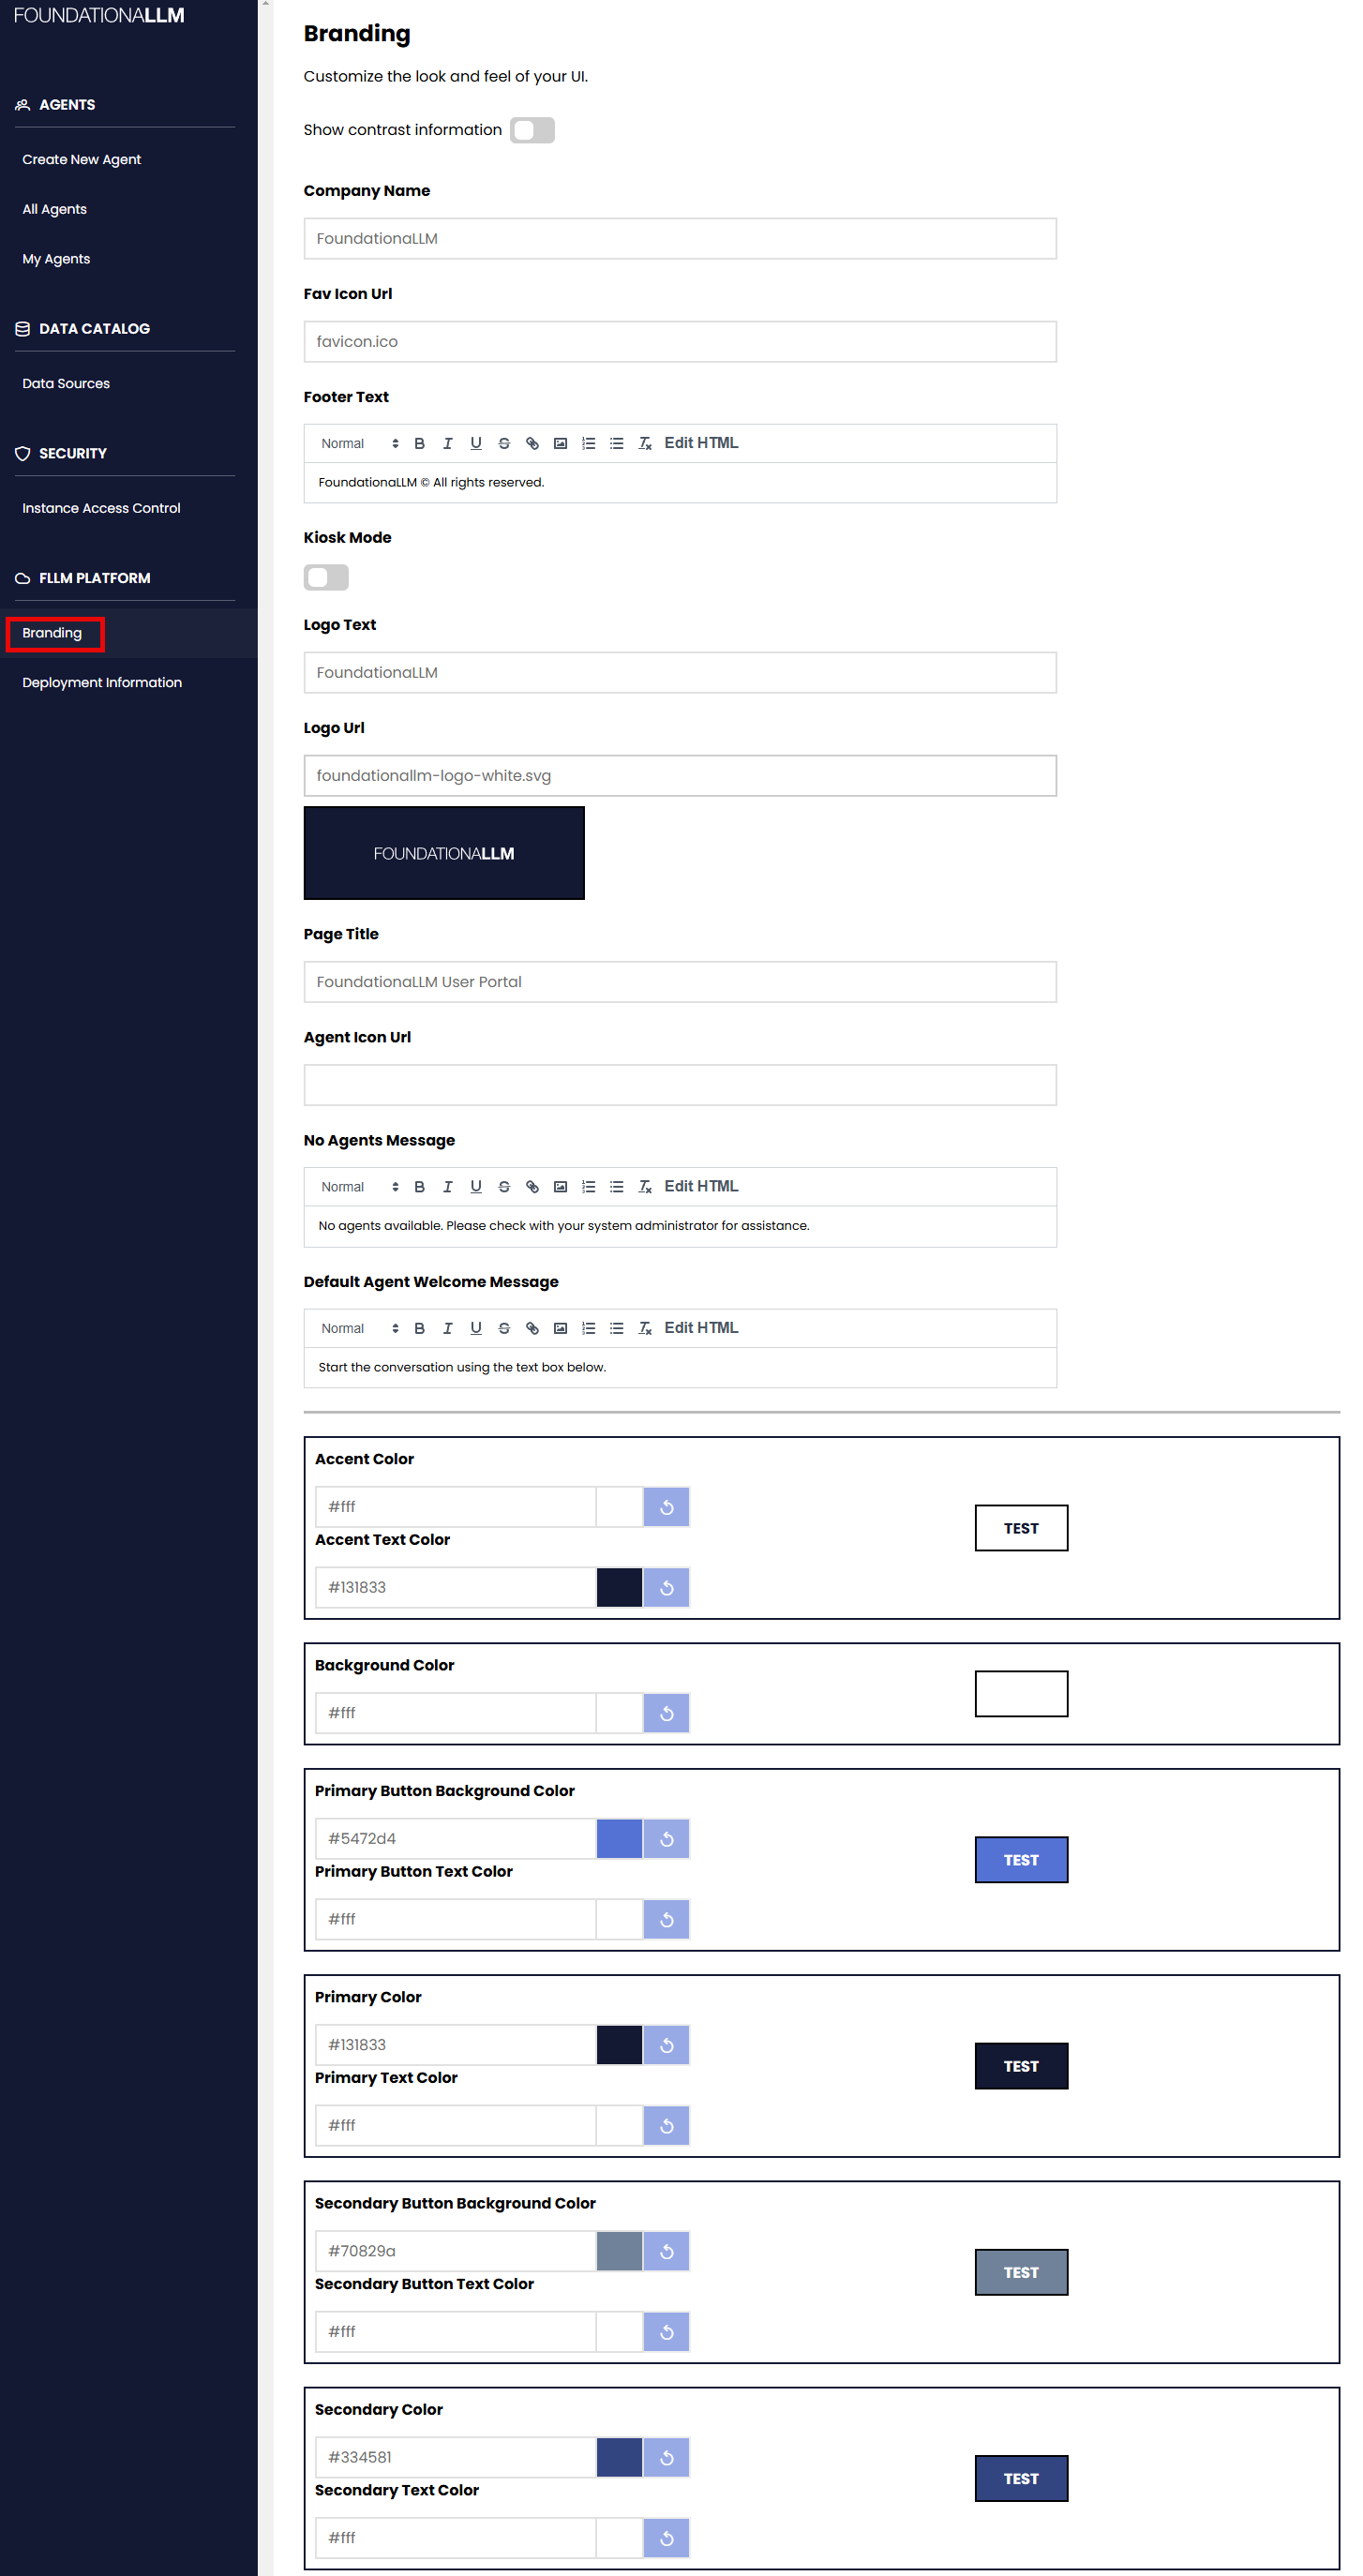 FOUNDATIONALLM
AGENTS
Create New Agent
All Agents
My Agents
DATA CATALOG
Data Sources
SECURITY
Instance Access Control
FLLM PLATFORM
Branding
Deployment Information
Branding
Customize the look and feel of your UI.
Show contrast information
Company Name
FoundationaLLM
Fav Icon Url
favicon.ico
Footer Text
Normal Edit HTML
FoundationaLLM © All rights reserved.
Kiosk Mode
Logo Text
FoundationaLLM
Logo Url
foundationallm-logo-white.svg
FOUNDATIONALLM
Page Title
FoundationaLLM User Portal
Agent Icon Url
No Agents Message
Normal Edit HTML
No agents available. Please check with your system administrator for assistance.
Default Agent Welcome Message
Normal Edit HTML
Start the conversation using the text box below.
Accent Color
#fff
TEST
Accent Text Color
#131833
Background Color
#fff
Primary Button Background Color
#5472d4
TEST
Primary Button Text Color
#fff
Primary Color
#131833
TEST
Primary Text Color
#fff
Secondary Button Background Color
#70829a
TEST
Secondary Button Text Color
#fff
Secondary Color
#334581
TEST
Secondary Text Color
#fff